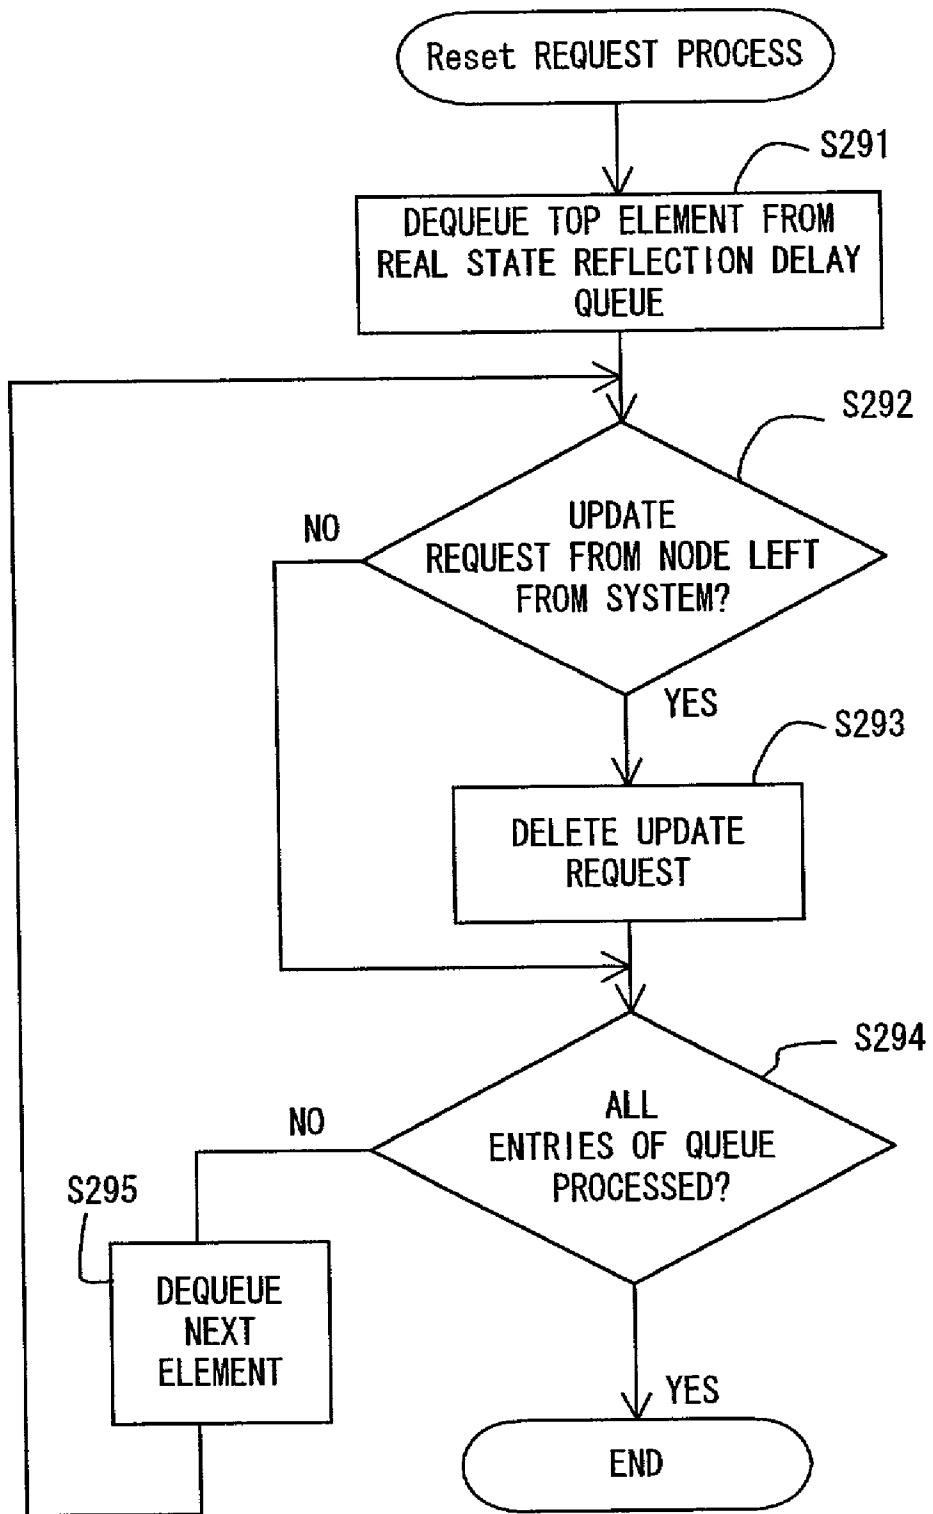 Reset REQUEST PROCESS
S291
DEQUEUE TOP ELEMENT FROM
REAL STATE REFLECTION DELAY
QUEUE
S292
NO
UPDATE
REQUEST FROM NODE LEFT
FROM SYSTEM?
YES
S293
DELETE UPDATE
REQUEST
S294
NO
ALL
ENTRIES OF QUEUE
PROCESSED?
S295
DEQUEUE
NEXT
ELEMENT
YES
END